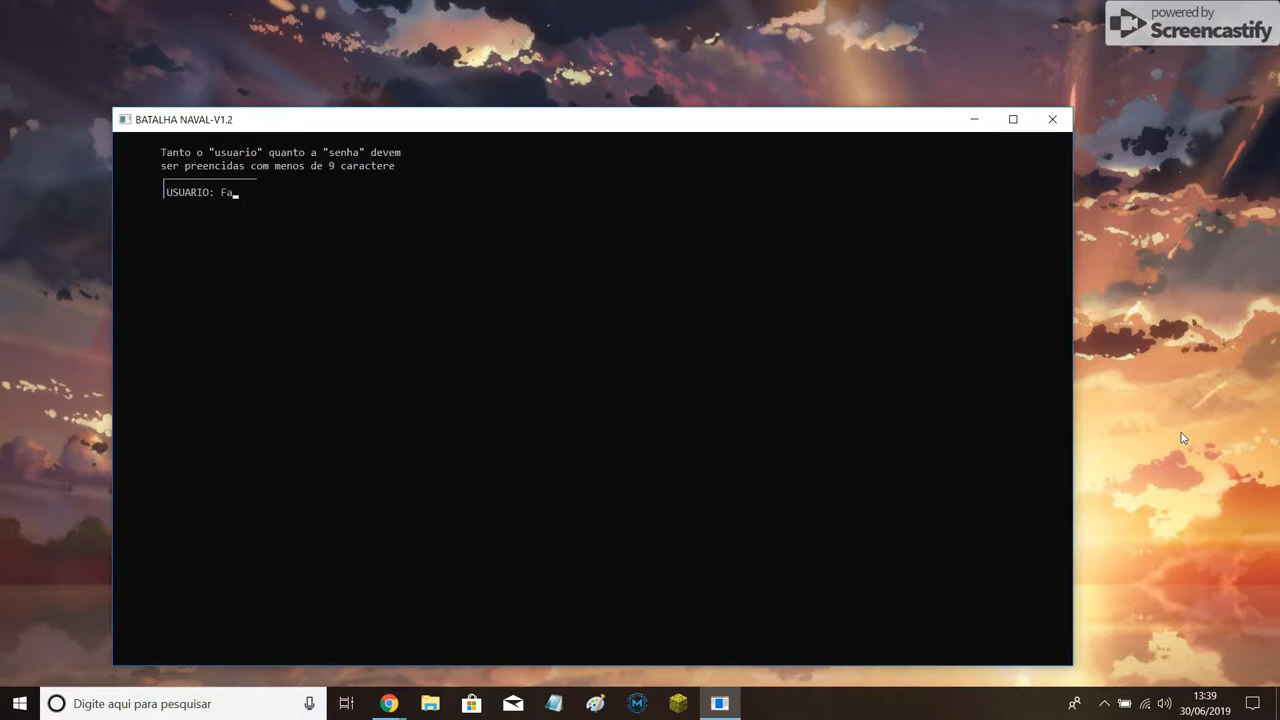 powered by
Screencastify
BATALHA NAVAL-V1.2
Tanto o "usuario" quanto a "senha" devem
ser preencidas com menos de 9 caractere
USUARIO: Fa
Digite aqui para pesquisar
13:39
30/06/2019